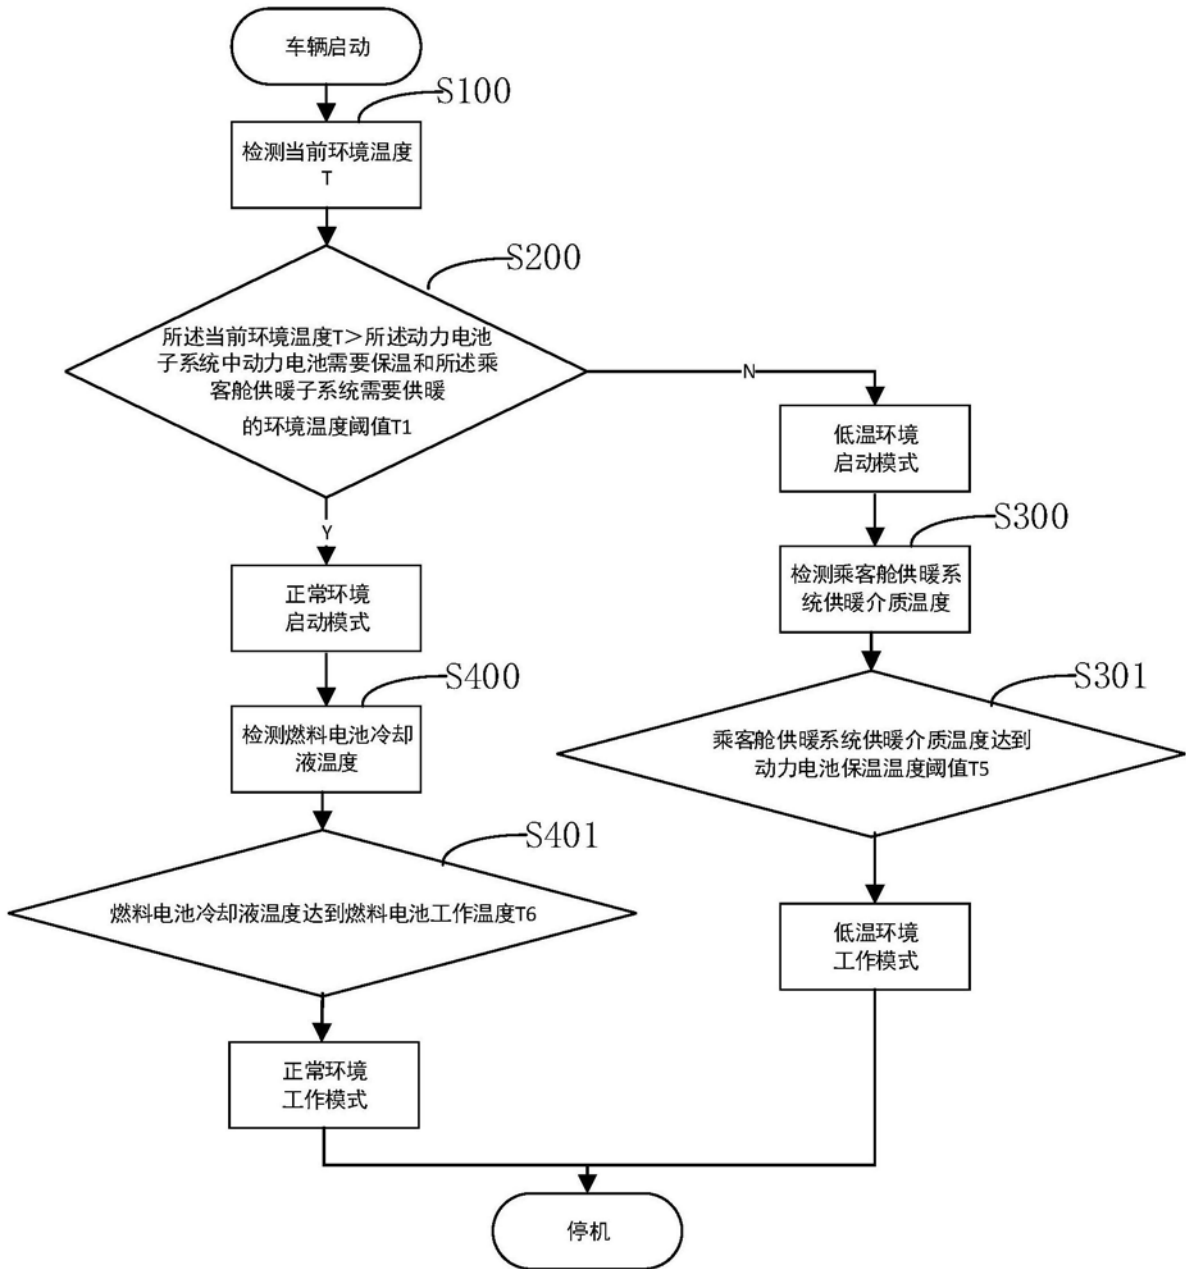 车辆启动
S100
检测当前环境温度
T
S200
所述当前环境温度T＞所述动力电池
子系统中动力电池需要保温和所述乘
客舱供暖子系统需要供暖
的环境温度阈值T1
N
Y
低温环境
启动模式
S300
检测乘客舱供暖系
统供暖介质温度
S301
乘客舱供暖系统供暖介质温度达到
动力电池保温温度阈值T5
低温环境
工作模式
正常环境
启动模式
S400
检测燃料电池冷却
液温度
S401
燃料电池冷却液温度达到燃料电池工作温度T6
正常环境
工作模式
停机